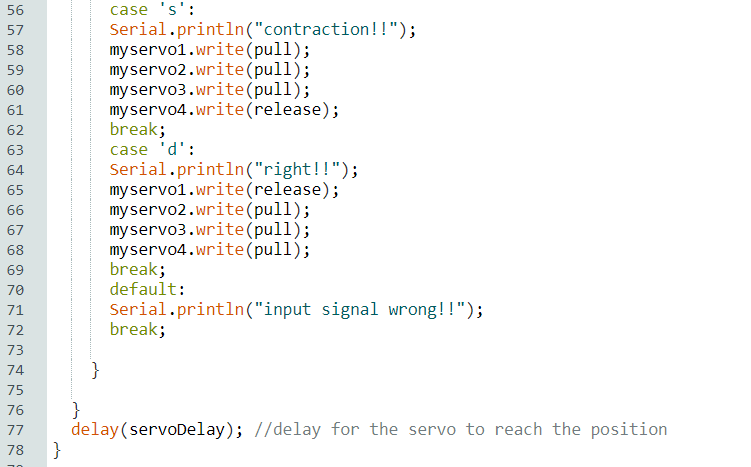 56 case 's':
57 Serial.println("contraction!!");
58 myservo1.write(pull);
59 myservo2.write(pull);
60 myservo3.write(pull);
61 myservo4.write(release);
62 break;
63 case 'd':
64 Serial.println("right!!");
65 myservo1.write(release);
66 myservo2.write(pull);
67 myservo3.write(pull);
68 myservo4.write(pull);
69 break;
70 default:
71 Serial.println("input signal wrong!!");
72 break;
73
74 }
75
76 }
77 delay(servoDelay); //delay for the servo to reach the position
78 }